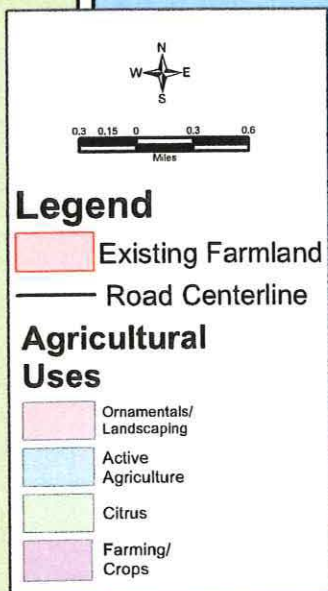 N
W E
S
0.3 0.15 0 0.3 0.6
Miles
Legend
Existing Farmland
Road Centerline
Agricultural
Uses
Ornamentals/
Landscaping
Active
Agriculture
Citrus
Farming/
Crops